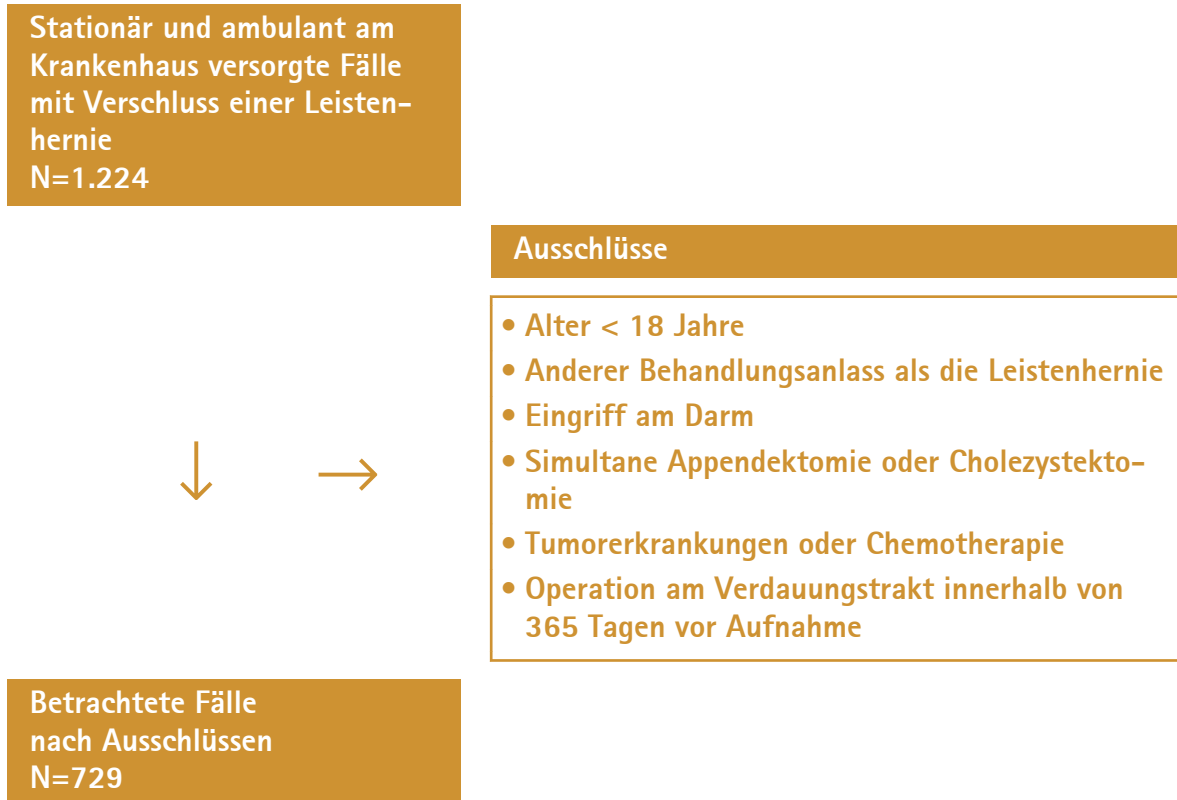 Stationär und ambulant am
Krankenhaus versorgte Fälle
mit Verschluss einer Leisten-
hernie
N=1.224
Ausschlüsse
• Alter < 18 Jahre
• Anderer Behandlungsanlass als die Leistenhernie
• Eingriff am Darm
• Simultane Appendektomie oder Cholezystekto-
mie
• Tumorerkrankungen oder Chemotherapie
• Operation am Verdauungstrakt innerhalb von
365 Tagen vor Aufnahme
Betrachtete Fälle
nach Ausschlüssen
N=729